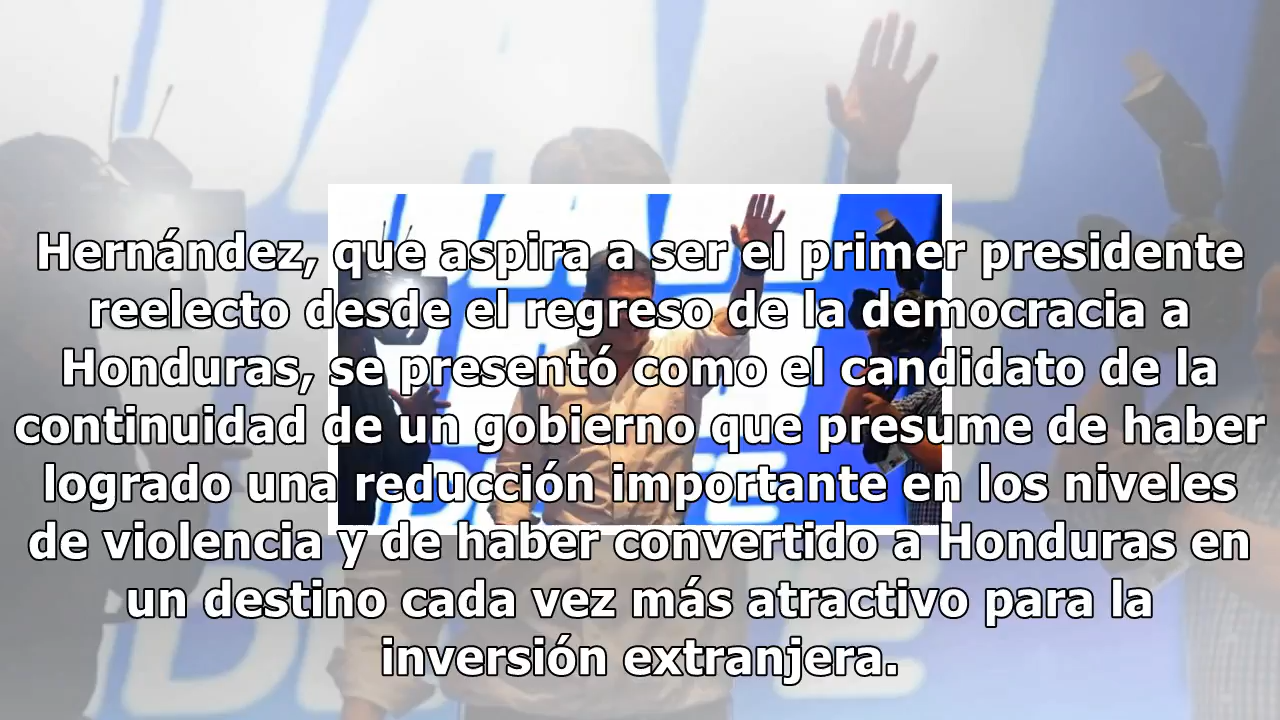 Hernández, que aspira a ser el primer presidente
reelecto desde el regreso de la democracia a
Honduras, se presentó como el candidato de la
continuidad de un gobierno que presume de haber
logrado una reducción importante en los niveles
de violencia y de haber convertido a Honduras en
un destino cada vez más atractivo para la
inversión extranjera.